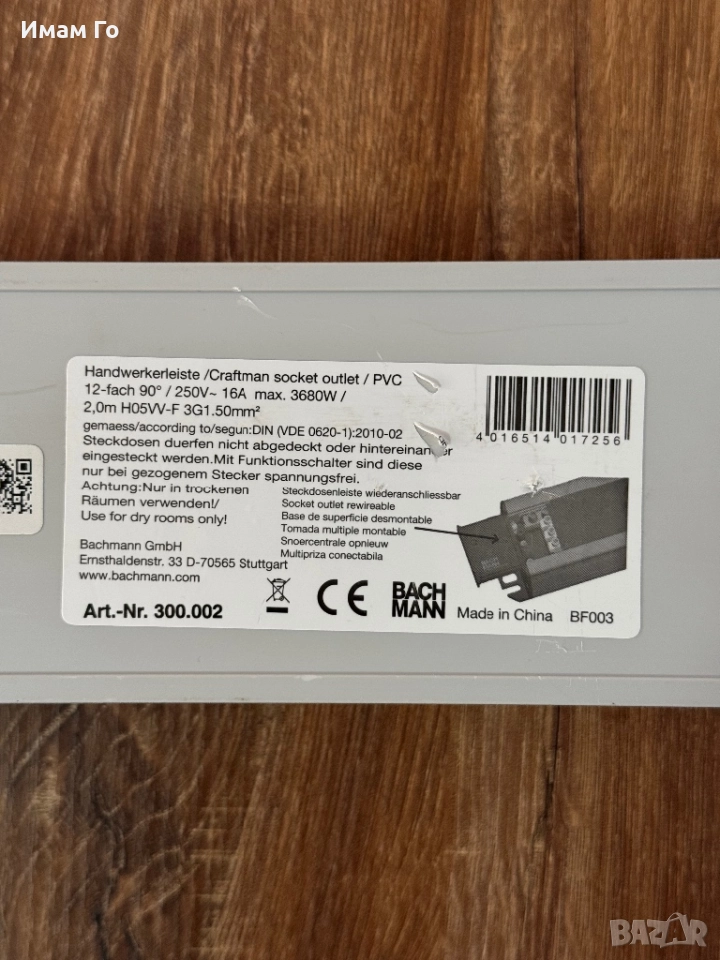 Имам Го
Handwerkerleiste /Craftman socket outlet / PVC
12-fach 90° / 250V~ 16A max. 3680W /
2,0m H05VV-F 3G1.50mm²
gemaess/according to/segun:DIN (VDE 0620-1):2010-02
Steckdosen duerfen nicht abgedeckt oder hintereinander
eingesteckt werden.Mit Funktionsschalter sind diese
nur bei gezogenem Stecker spannungsfrei.
Achtung:Nur in trockenen
Räumen verwenden!/
Use for dry rooms only!
Bachmann GmbH
Ernsthaldenstr. 33 D-70565 Stuttgart
www.bachmann.com
Art.-Nr. 300.002
4 016514 017256
Steckdosenleiste wiederanschliessbar
Socket outlet rewireable
Base de superficie desmontable
Tomada multiple montable
Snoercentrale opnieuw
Multipriza conectabila
CE
BACH
MANN
Made in China BF003
BAZAR